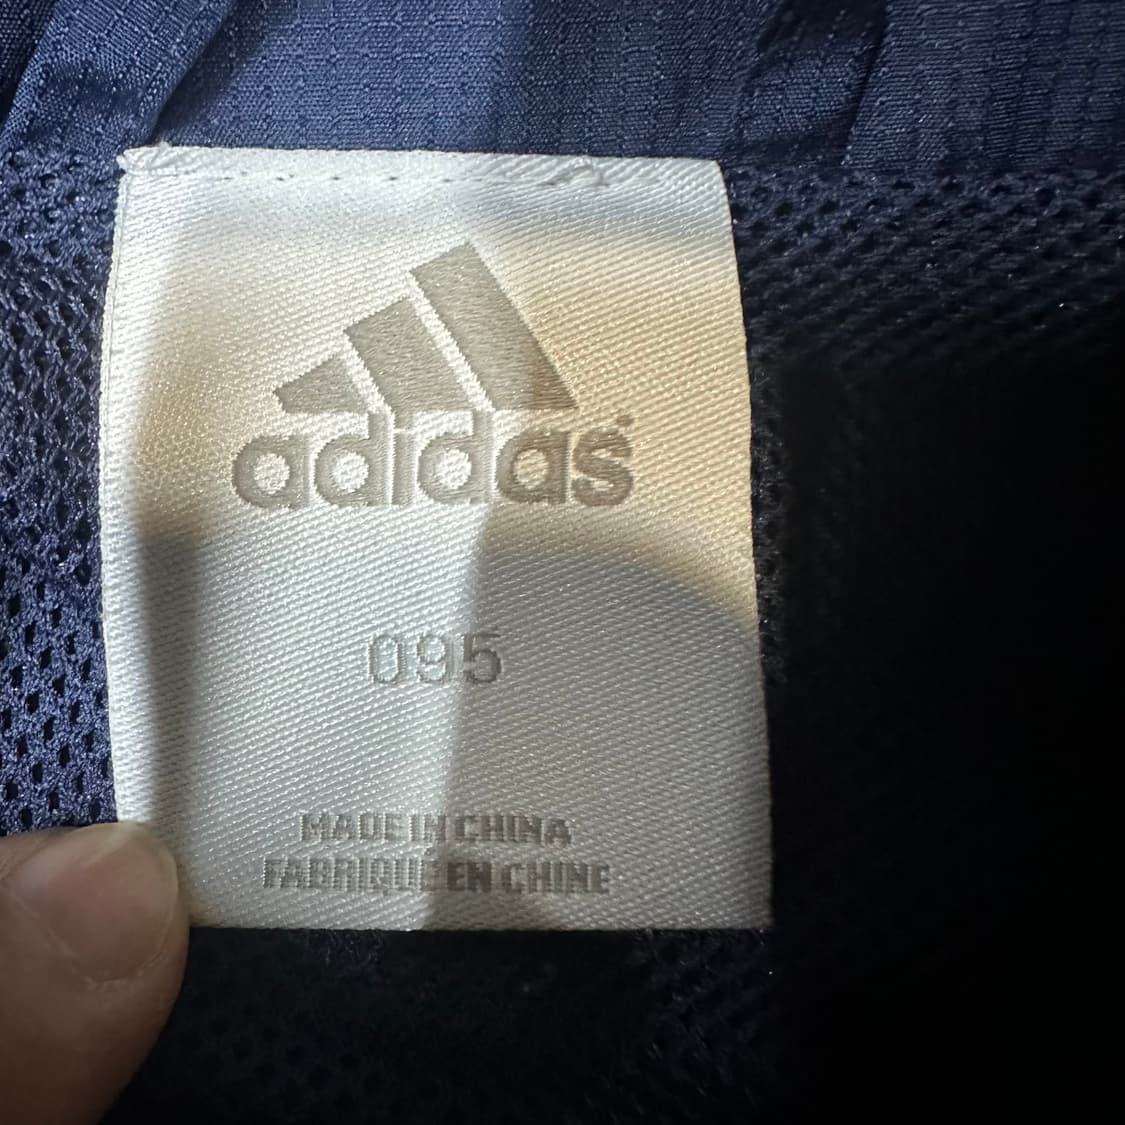 adidas
095
MADE IN CHINA
FABRIQUÉ EN CHINE